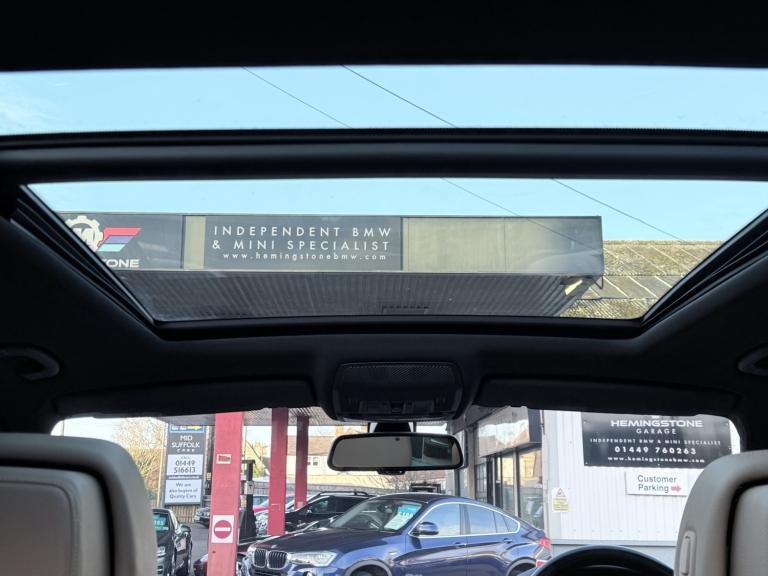 STONE
INDEPENDENT BMW
& MINI SPECIALIST
www.hemingstonebmw.com
MID
SUFFOLK
CARS
01449
516613
We are
also buyers of
Quality Cars
HEMINGSTONE
GARAGE
INDEPENDENT BMW & MINI SPECIALIST
01449 760263
www.hemingstonebmw.com
Customer
Parking